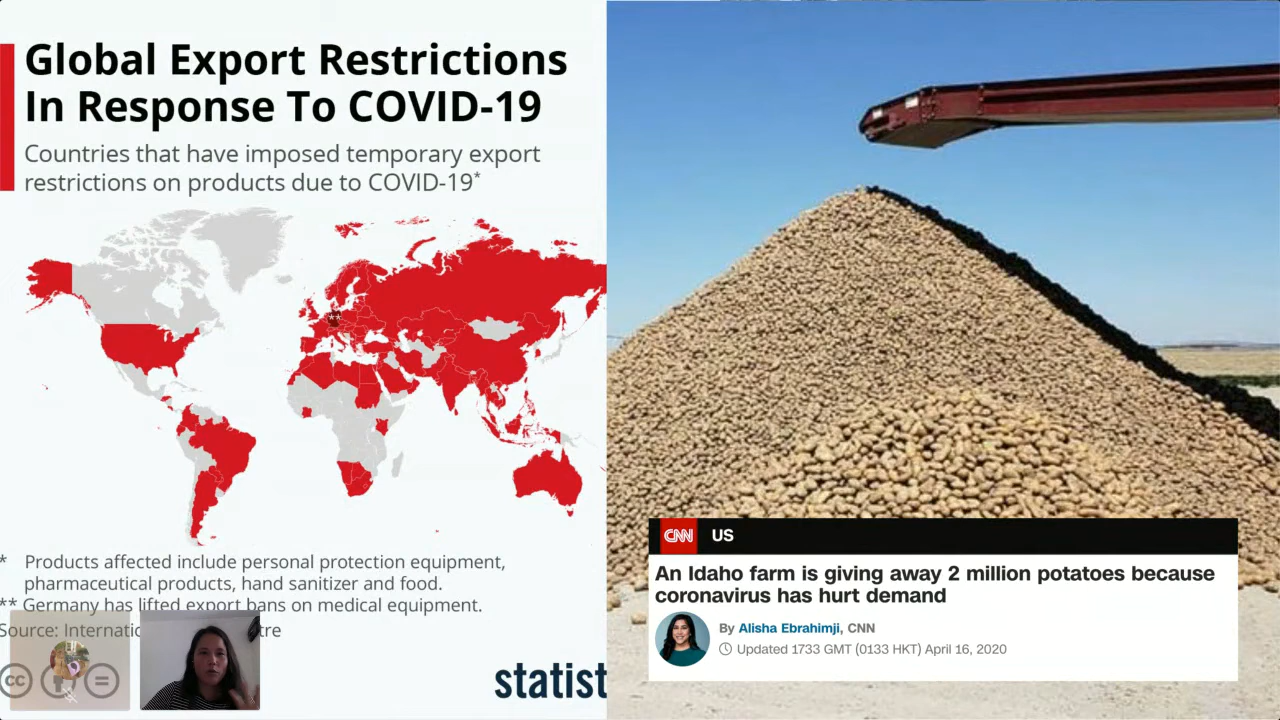 Global Export Restrictions
In Response To COVID-19
Countries that have imposed temporary export
restrictions on products due to COVID-19*
**
* Products affected include personal protection equipment,
pharmaceutical products, hand sanitizer and food.
** Germany has lifted export bans on medical equipment.
Source:
cc
statist
CNN US
An Idaho farm is giving away 2 million potatoes because
coronavirus has hurt demand
By Alisha Ebrahimji, CNN
Updated 1733 GMT (0133 HKT) April 16, 2020